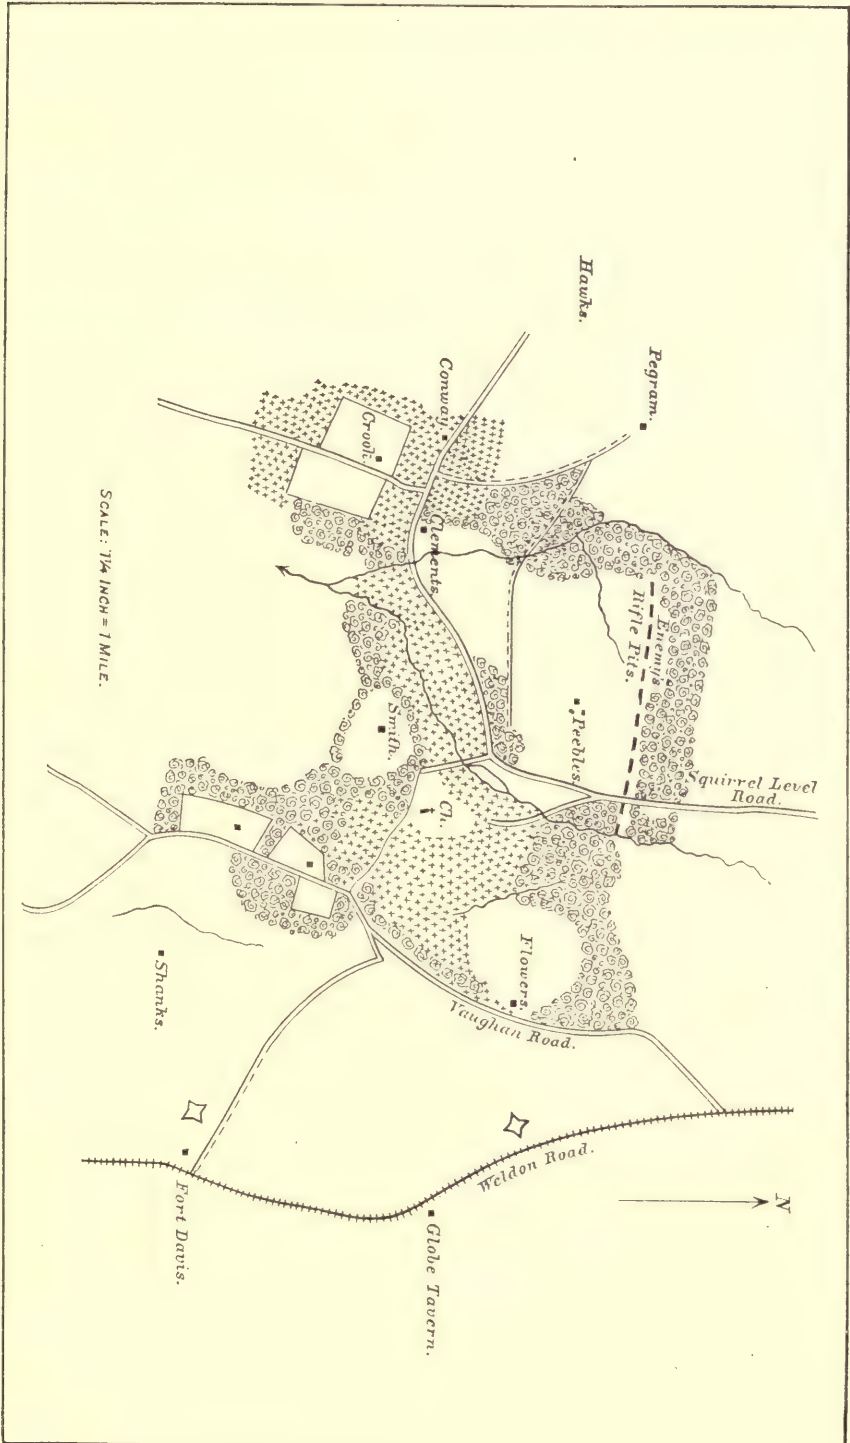 Hawks.
Pegram.
Conway.
Crook.
Clements.
Enemy's
Rifle Pits.
Peebles.
Smith.
Squirrel Level
Road.
Ch.
Flowers.
Vaughan Road.
Shanks.
Weldon Road.
Fort Davis.
Globe Tavern.
N
SCALE: 1¼ INCH = 1 MILE.